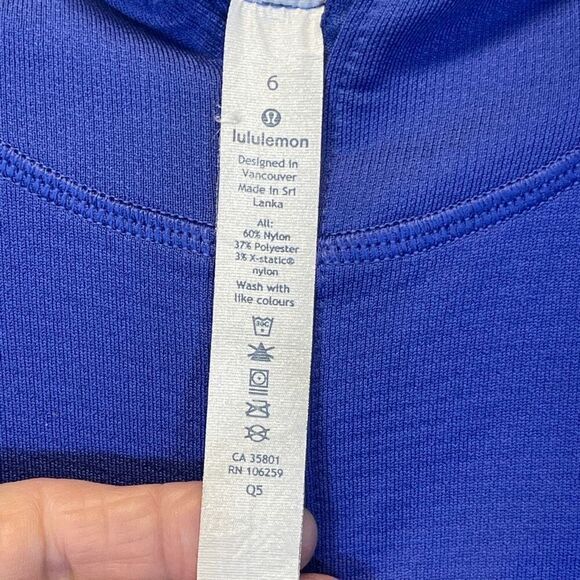 6
lululemon
Designed in
Vancouver
Made in Sri
Lanka
All:
60% Nylon
37% Polyester
3% X-static®
nylon
Wash with
like colours
30C
CA 35801
RN 106259
Q5